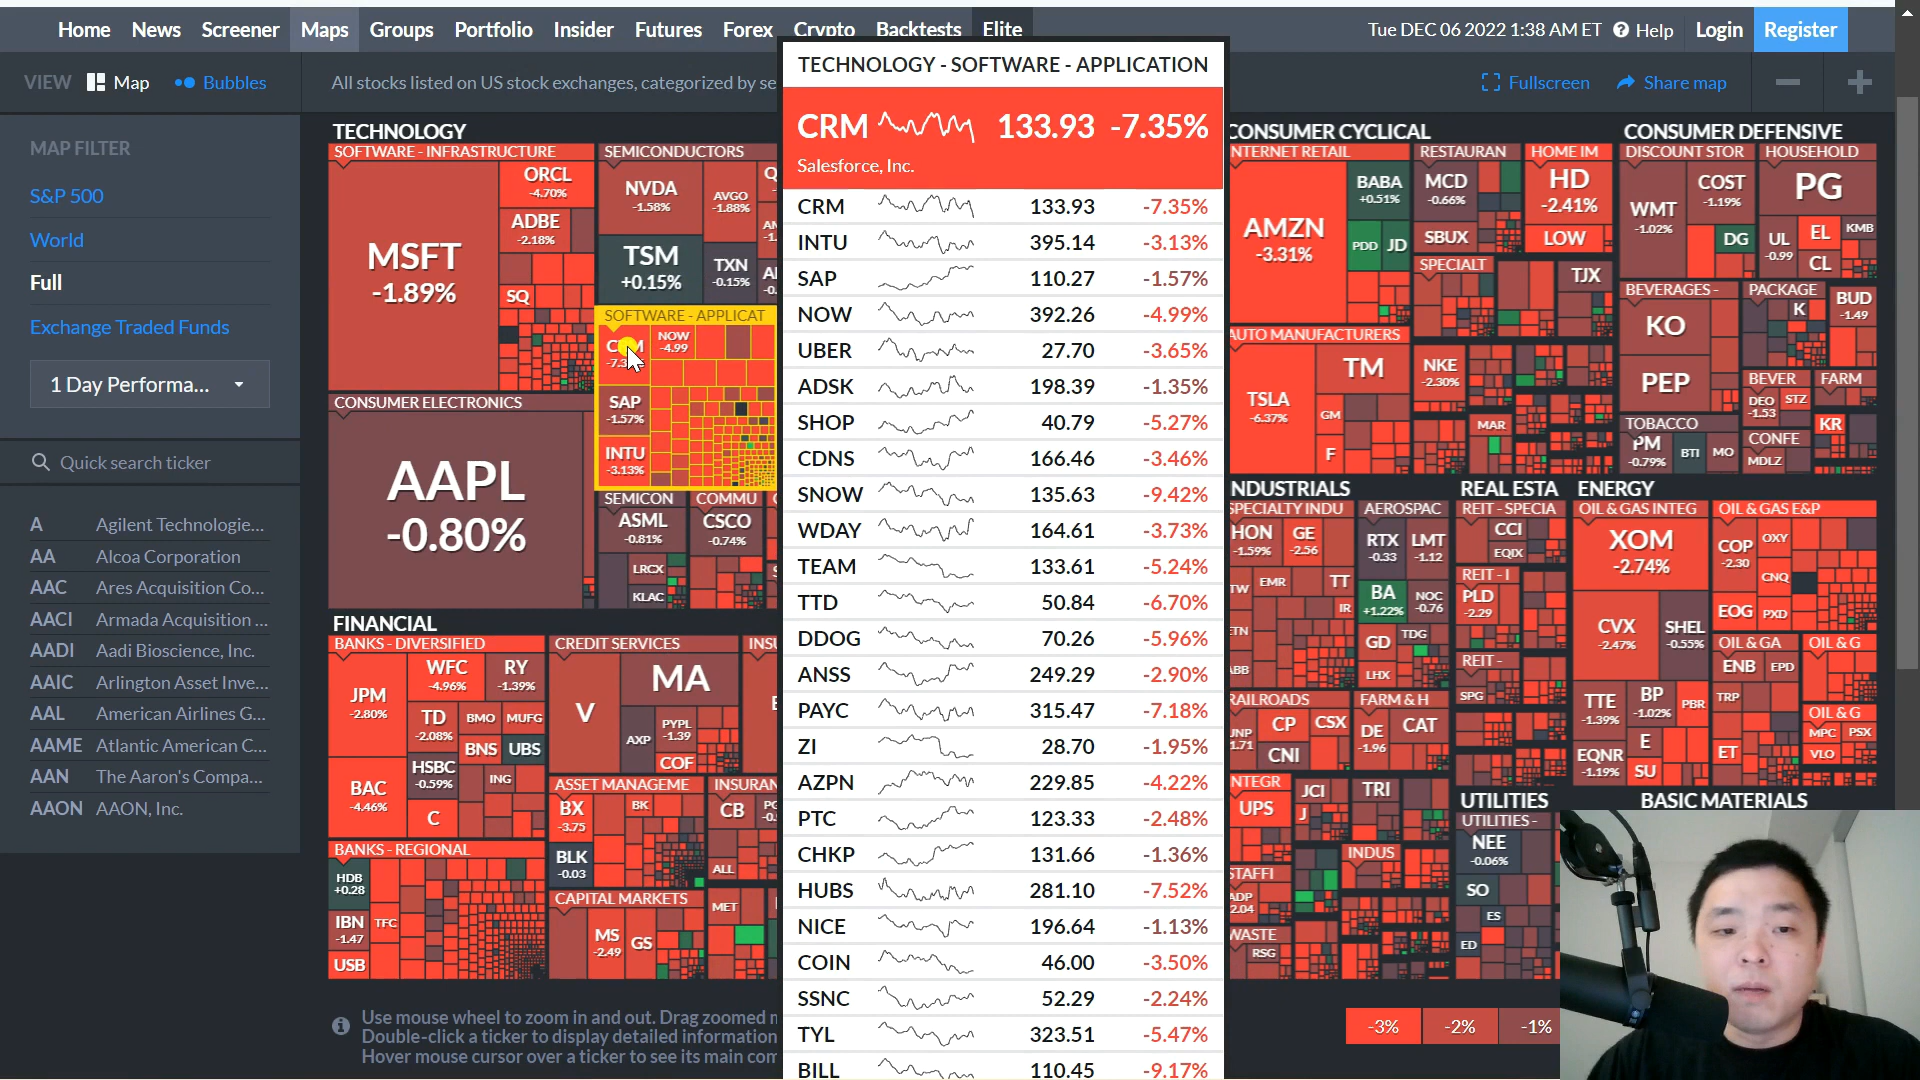 Home News Screener Maps Groups Portfolio Insider Futures Forex Crypto Backtests Elite
Tue DEC 06 2022 1:38 AM ET Help Login Register
VIEW Map Bubbles
All stocks listed on US stock exchanges, categorized by se
Fullscreen Share map
MAP FILTER
S&P 500
World
Full
Exchange Traded Funds
1 Day Performa...
Quick search ticker
A Agilent Technologie...
AA Alcoa Corporation
AAC Ares Acquisition Co...
AACI Armada Acquisition ...
AADI Aadi Bioscience, Inc.
AAIC Arlington Asset Inve...
AAL American Airlines G...
AAME Atlantic American C...
AAN The Aaron's Compa...
AAON AAON, Inc.
TECHNOLOGY
SOFTWARE - INFRASTRUCTURE
MSFT
-1.89%
ORCL
-4.70%
ADBE
-2.18%
SQ
SEMICONDUCTORS
NVDA
-1.58%
AVGO
-1.88%
TSM
+0.15%
TXN
-0.15%
SOFTWARE - APPLICAT
NOW
-4.99
SAP
-1.57%
INTU
-3.13%
CONSUMER ELECTRONICS
AAPL
-0.80%
SEMICON
ASML
-0.81%
LRCX
KLAC
COMMU
CSCO
-0.74%
FINANCIAL
BANKS - DIVERSIFIED
JPM
-2.80%
BAC
-4.46%
WFC
-4.96%
RY
-1.39%
TD
-2.08%
BMO
MUFG
BNS
UBS
HSBC
-0.59%
ING
C
BANKS - REGIONAL
HDB
+0.28
IBN
-1.47
TFC
USB
CREDIT SERVICES
V
MA
AXP
PYPL
-1.39
COF
ASSET MANAGEME
BX
-3.75
BK
BLK
-0.03
CAPITAL MARKETS
MS
-2.49
GS
INSURAN
CB
ALL
MET
Use mouse wheel to zoom in and out. Drag zoomed
Double-click a ticker to display detailed information
Hover mouse cursor over a ticker to see its main com
TECHNOLOGY - SOFTWARE - APPLICATION
CRM 133.93 -7.35%
Salesforce, Inc.
CRM 133.93 -7.35%
INTU 395.14 -3.13%
SAP 110.27 -1.57%
NOW 392.26 -4.99%
UBER 27.70 -3.65%
ADSK 198.39 -1.35%
SHOP 40.79 -5.27%
CDNS 166.46 -3.46%
SNOW 135.63 -9.42%
WDAY 164.61 -3.73%
TEAM 133.61 -5.24%
TTD 50.84 -6.70%
DDOG 70.26 -5.96%
ANSS 249.29 -2.90%
PAYC 315.47 -7.18%
ZI 28.70 -1.95%
AZPN 229.85 -4.22%
PTC 123.33 -2.48%
CHKP 131.66 -1.36%
HUBS 281.10 -7.52%
NICE 196.64 -1.13%
COIN 46.00 -3.50%
SSNC 52.29 -2.24%
TYL 323.51 -5.47%
BILL 110.45 -9.17%
CONSUMER CYCLICAL
NTERNET RETAIL
AMZN
-3.31%
BABA
+0.51%
PDD
JD
RESTAURAN
MCD
-0.66%
SBUX
HOME IM
HD
-2.41%
LOW
SPECIALT
TJX
AUTO MANUFACTURERS
TSLA
-6.37%
TM
GM
F
NKE
-2.30%
MAR
CONSUMER DEFENSIVE
DISCOUNT STOR
WMT
-1.02%
COST
-1.19%
DG
HOUSEHOLD
PG
UL
-0.99
EL
KMB
CL
BEVERAGES -
KO
PEP
PACKAGE
K
BUD
-1.49
BEVER
DEO
-1.53
STZ
FARM
TOBACCO
PM
-0.79%
BTI
MO
CONFE
MDLZ
KR
NDUSTRIALS
SPECIALTY INDU
HON
-1.59%
GE
-2.56
EMR
TT
IR
AEROSPAC
RTX
-0.33
LMT
-1.12
BA
+1.22%
NOC
-0.76
GD
TDG
LHX
RAILROADS
CP
CSX
CNI
FARM & H
DE
-1.96
CAT
NTEGR
UPS
JCI
J
TRI
INDUS
STAFFI
WASTE
RSG
REAL ESTA
REIT - SPECIA
CCI
EQIX
REIT - I
PLD
-2.29
REIT -
SPG
ENERGY
OIL & GAS INTEG
XOM
-2.74%
CVX
-2.47%
SHEL
-0.55%
TTE
-1.39%
BP
-1.02%
PBR
EQNR
-1.19%
E
SU
OIL & GAS E&P
COP
-2.30
OXY
CNQ
EOG
PXD
OIL & GA
ENB
EPD
TRP
ET
OIL & G
OIL & G
MPC
PSX
VLO
UTILITIES
UTILITIES -
NEE
-0.06%
SO
ES
ED
BASIC MATERIALS
-3% -2% -1%